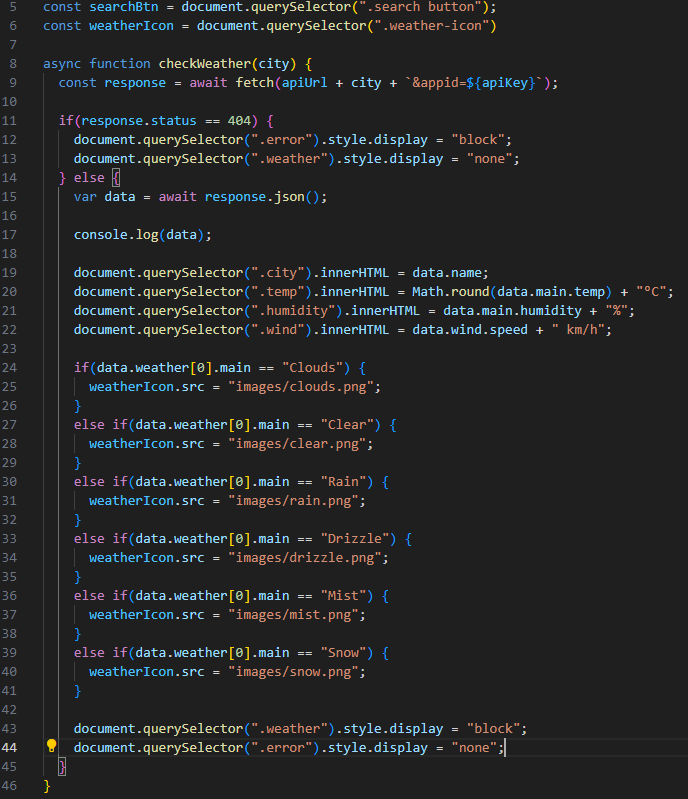 5 const searchBtn = document.querySelector(".search button");
6 const weatherIcon = document.querySelector(".weather-icon")
7
8 async function checkWeather(city) {
9   const response = await fetch(apiUrl + city + `&appid=${apiKey}`);
10
11   if(response.status == 404) {
12     document.querySelector(".error").style.display = "block";
13     document.querySelector(".weather").style.display = "none";
14   } else {
15     var data = await response.json();
16
17     console.log(data);
18
19     document.querySelector(".city").innerHTML = data.name;
20     document.querySelector(".temp").innerHTML = Math.round(data.main.temp) + "°C";
21     document.querySelector(".humidity").innerHTML = data.main.humidity + "%";
22     document.querySelector(".wind").innerHTML = data.wind.speed + " km/h";
23
24     if(data.weather[0].main == "Clouds") {
25       weatherIcon.src = "images/clouds.png";
26     }
27     else if(data.weather[0].main == "Clear") {
28       weatherIcon.src = "images/clear.png";
29     }
30     else if(data.weather[0].main == "Rain") {
31       weatherIcon.src = "images/rain.png";
32     }
33     else if(data.weather[0].main == "Drizzle") {
34       weatherIcon.src = "images/drizzle.png";
35     }
36     else if(data.weather[0].main == "Mist") {
37       weatherIcon.src = "images/mist.png";
38     }
39     else if(data.weather[0].main == "Snow") {
40       weatherIcon.src = "images/snow.png";
41     }
42
43     document.querySelector(".weather").style.display = "block";
44     document.querySelector(".error").style.display = "none";
45   }
46 }